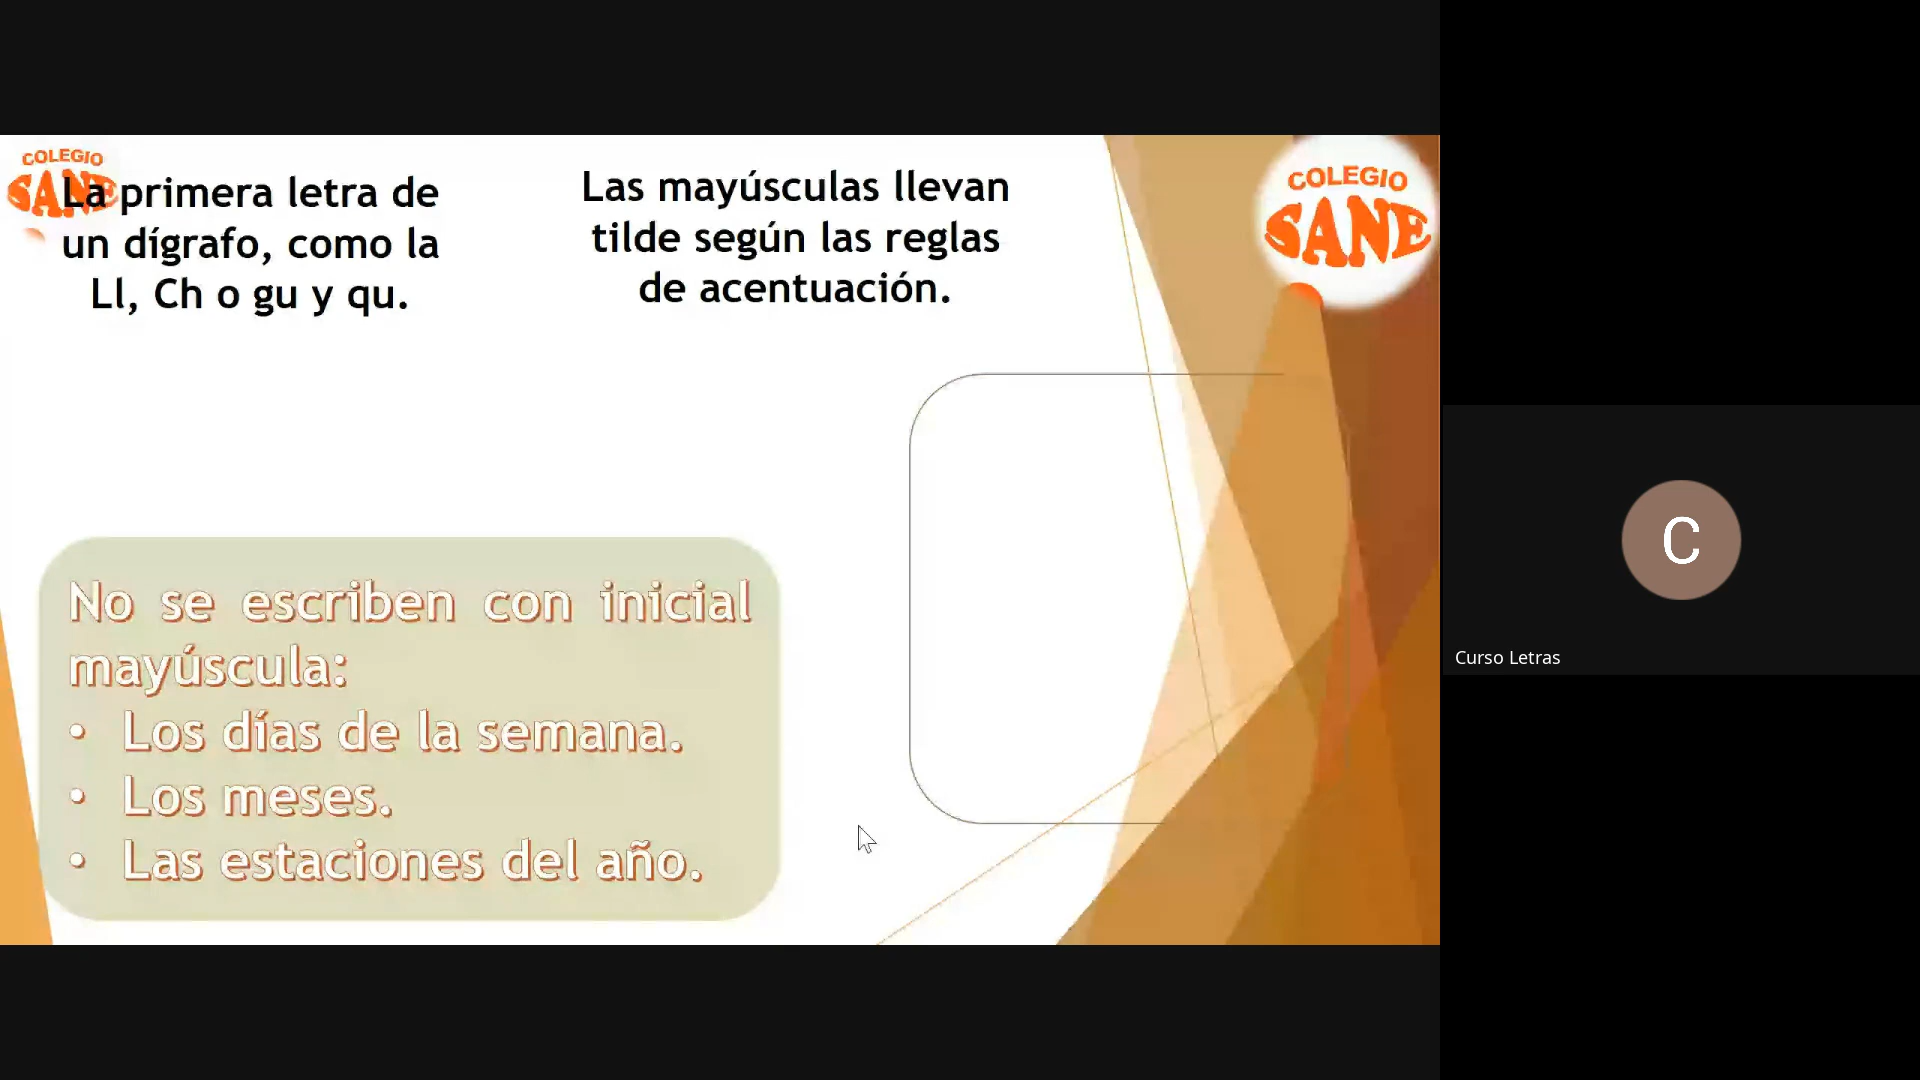 COLEGIO
SANE
La primera letra de
un dígrafo, como la
Ll, Ch o gu y qu.
Las mayúsculas llevan
tilde según las reglas
de acentuación.
COLEGIO
SANE
No se escriben con inicial
mayúscula:
• Los días de la semana.
• Los meses.
• Las estaciones del año.
C
Curso Letras